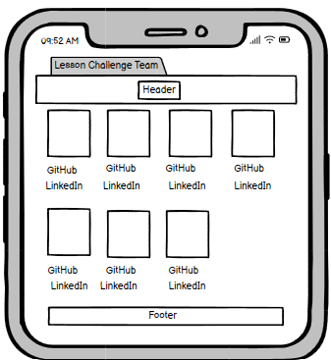 09:52 AM
Lesson Challenge Team
Header
GitHub GitHub GitHub GitHub
LinkedIn LinkedIn LinkedIn LinkedIn
GitHub GitHub GitHub
LinkedIn LinkedIn LinkedIn
Footer